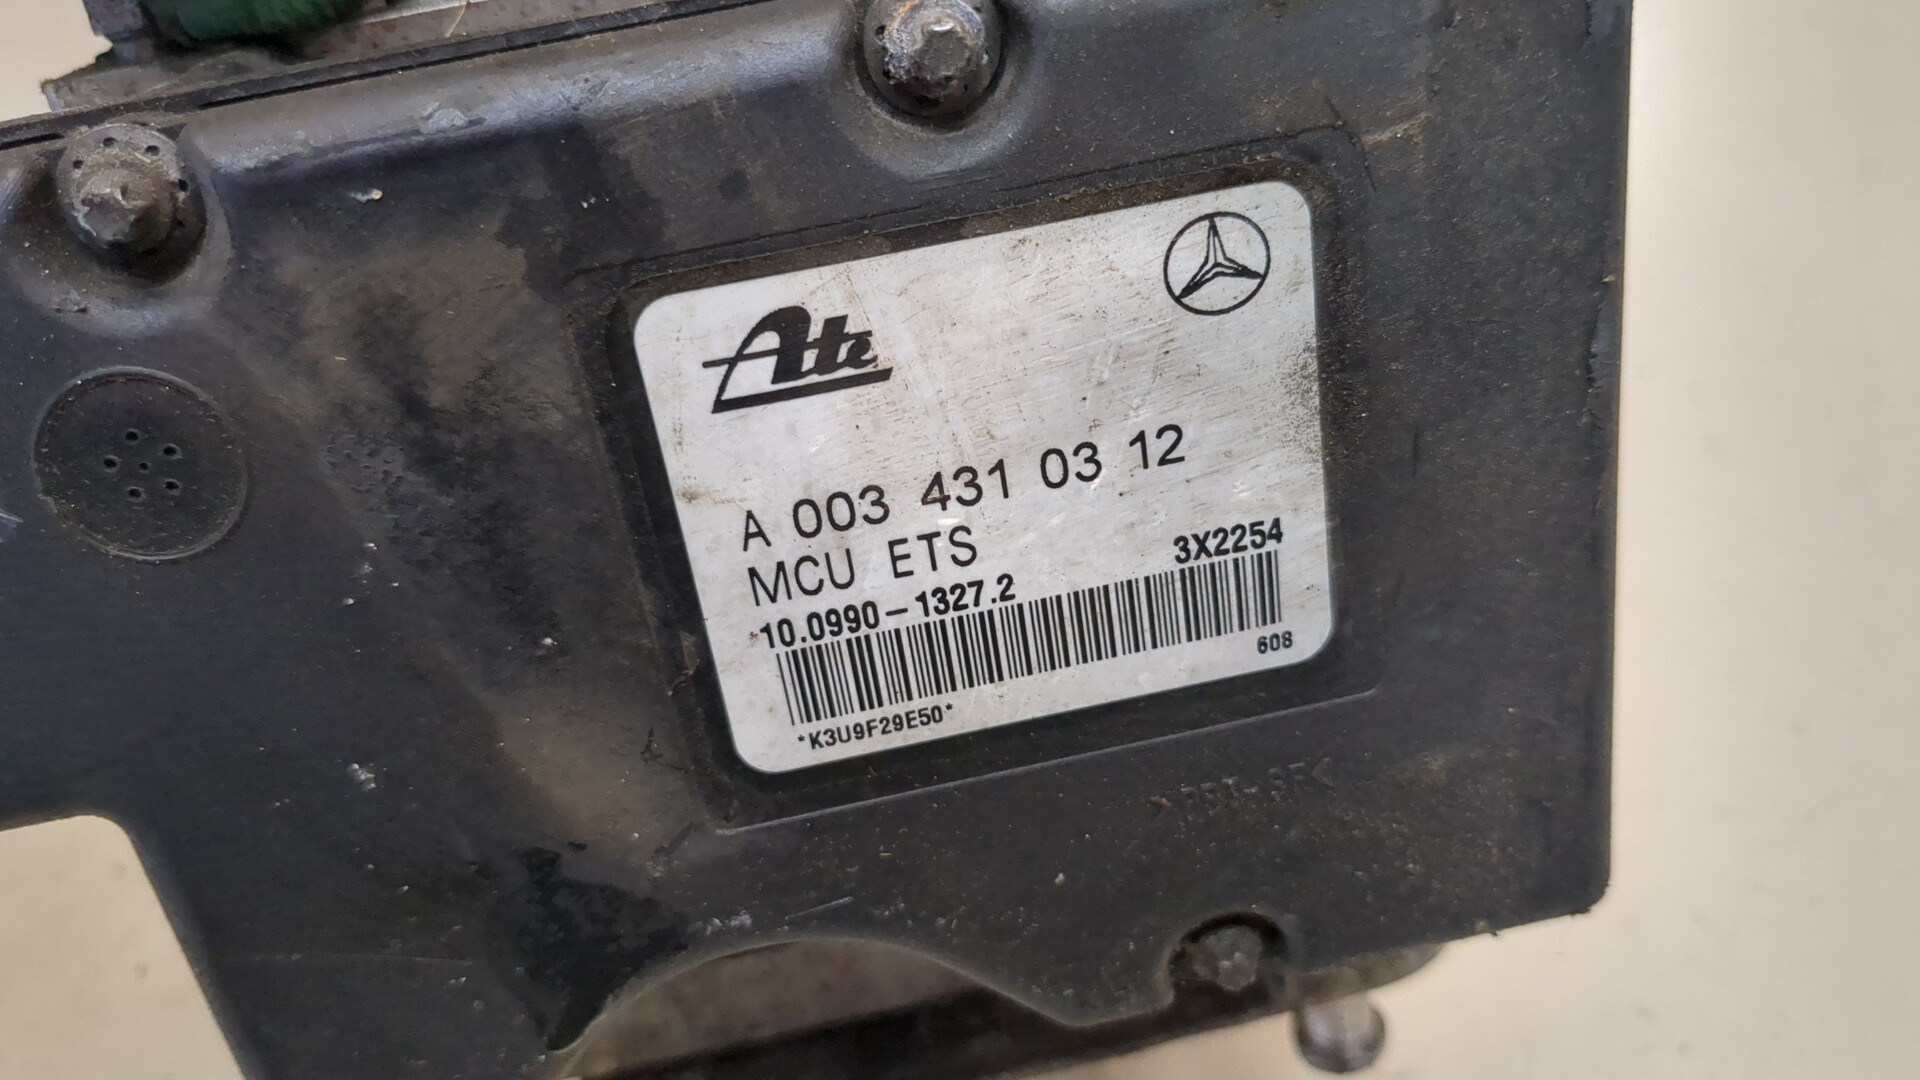 Ate
A 003 431 03 12
MCU ETS
3X2254
10.0990-1327.2
608
*K3U9F29E50*